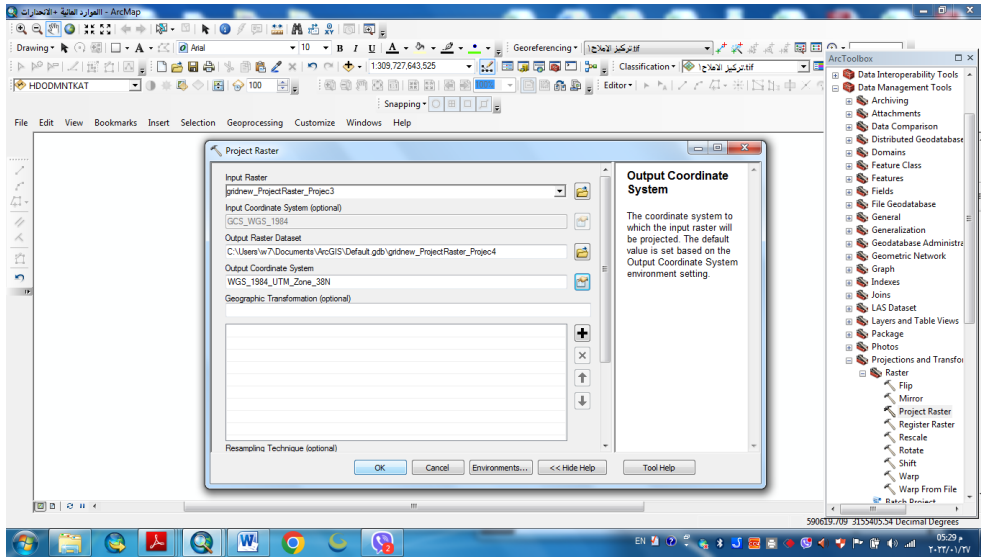 الموارد المائية +الانحدارات - ArcMap
Drawing
A
Arial
10
B I U A
Georeferencing
تركيز الاملاح١.tif
1:309,727,643,525
Classification
تركيز الاملاح١.tif
HDODMNTKAT
100
100
Editor
Snapping
File Edit View Bookmarks Insert Selection Geoprocessing Customize Windows Help
Project Raster
Input Raster
gridnew_ProjectRaster_Projec3
Input Coordinate System (optional)
GCS_WGS_1984
Output Raster Dataset
C:\Users\w7\Documents\ArcGIS\Default.gdb\gridnew_ProjectRaster_Projec4
Output Coordinate System
WGS_1984_UTM_Zone_38N
Geographic Transformation (optional)
Resampling Technique (optional)
OK
Cancel
Environments...
<< Hide Help
Tool Help
Output Coordinate
System
The coordinate system to
which the input raster will
be projected. The default
value is set based on the
Output Coordinate System
environment setting.
ArcToolbox
Data Interoperability Tools
Data Management Tools
Archiving
Attachments
Data Comparison
Distributed Geodatabase
Domains
Feature Class
Features
Fields
File Geodatabase
General
Generalization
Geodatabase Administra
Geometric Network
Graph
Indexes
Joins
LAS Dataset
Layers and Table Views
Package
Photos
Projections and Transfor
Raster
Flip
Mirror
Project Raster
Register Raster
Rescale
Rotate
Shift
Warp
Warp From File
Batch Project
590619.709 3155405.54 Decimal Degrees
EN
05:29 م
٢٠٢٢/٠١/٢٧